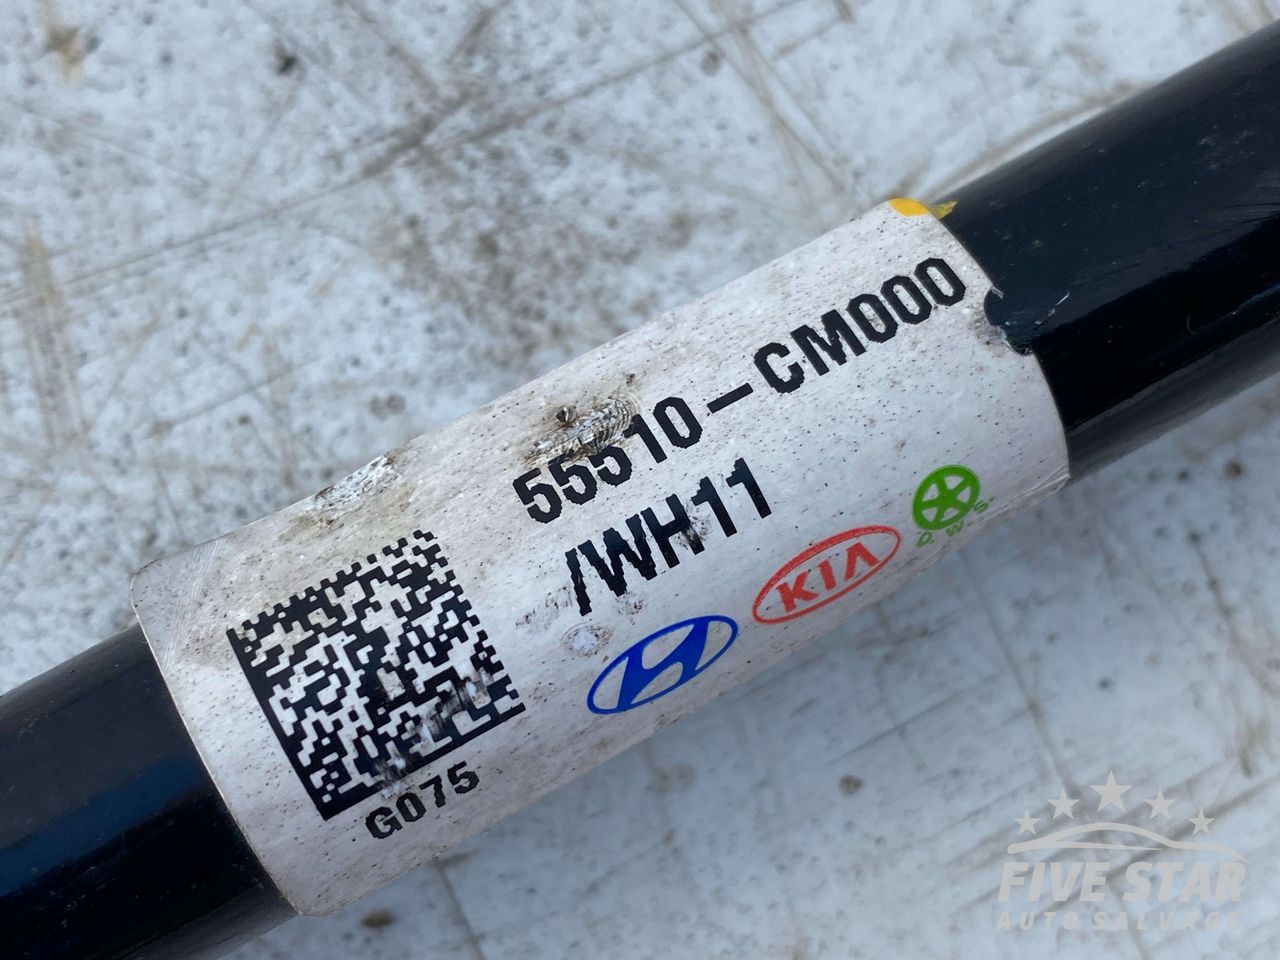 55510-CM000
/WH11
KIA
D.W.S.
G075
FIVE STAR
AUTO SALVAGE